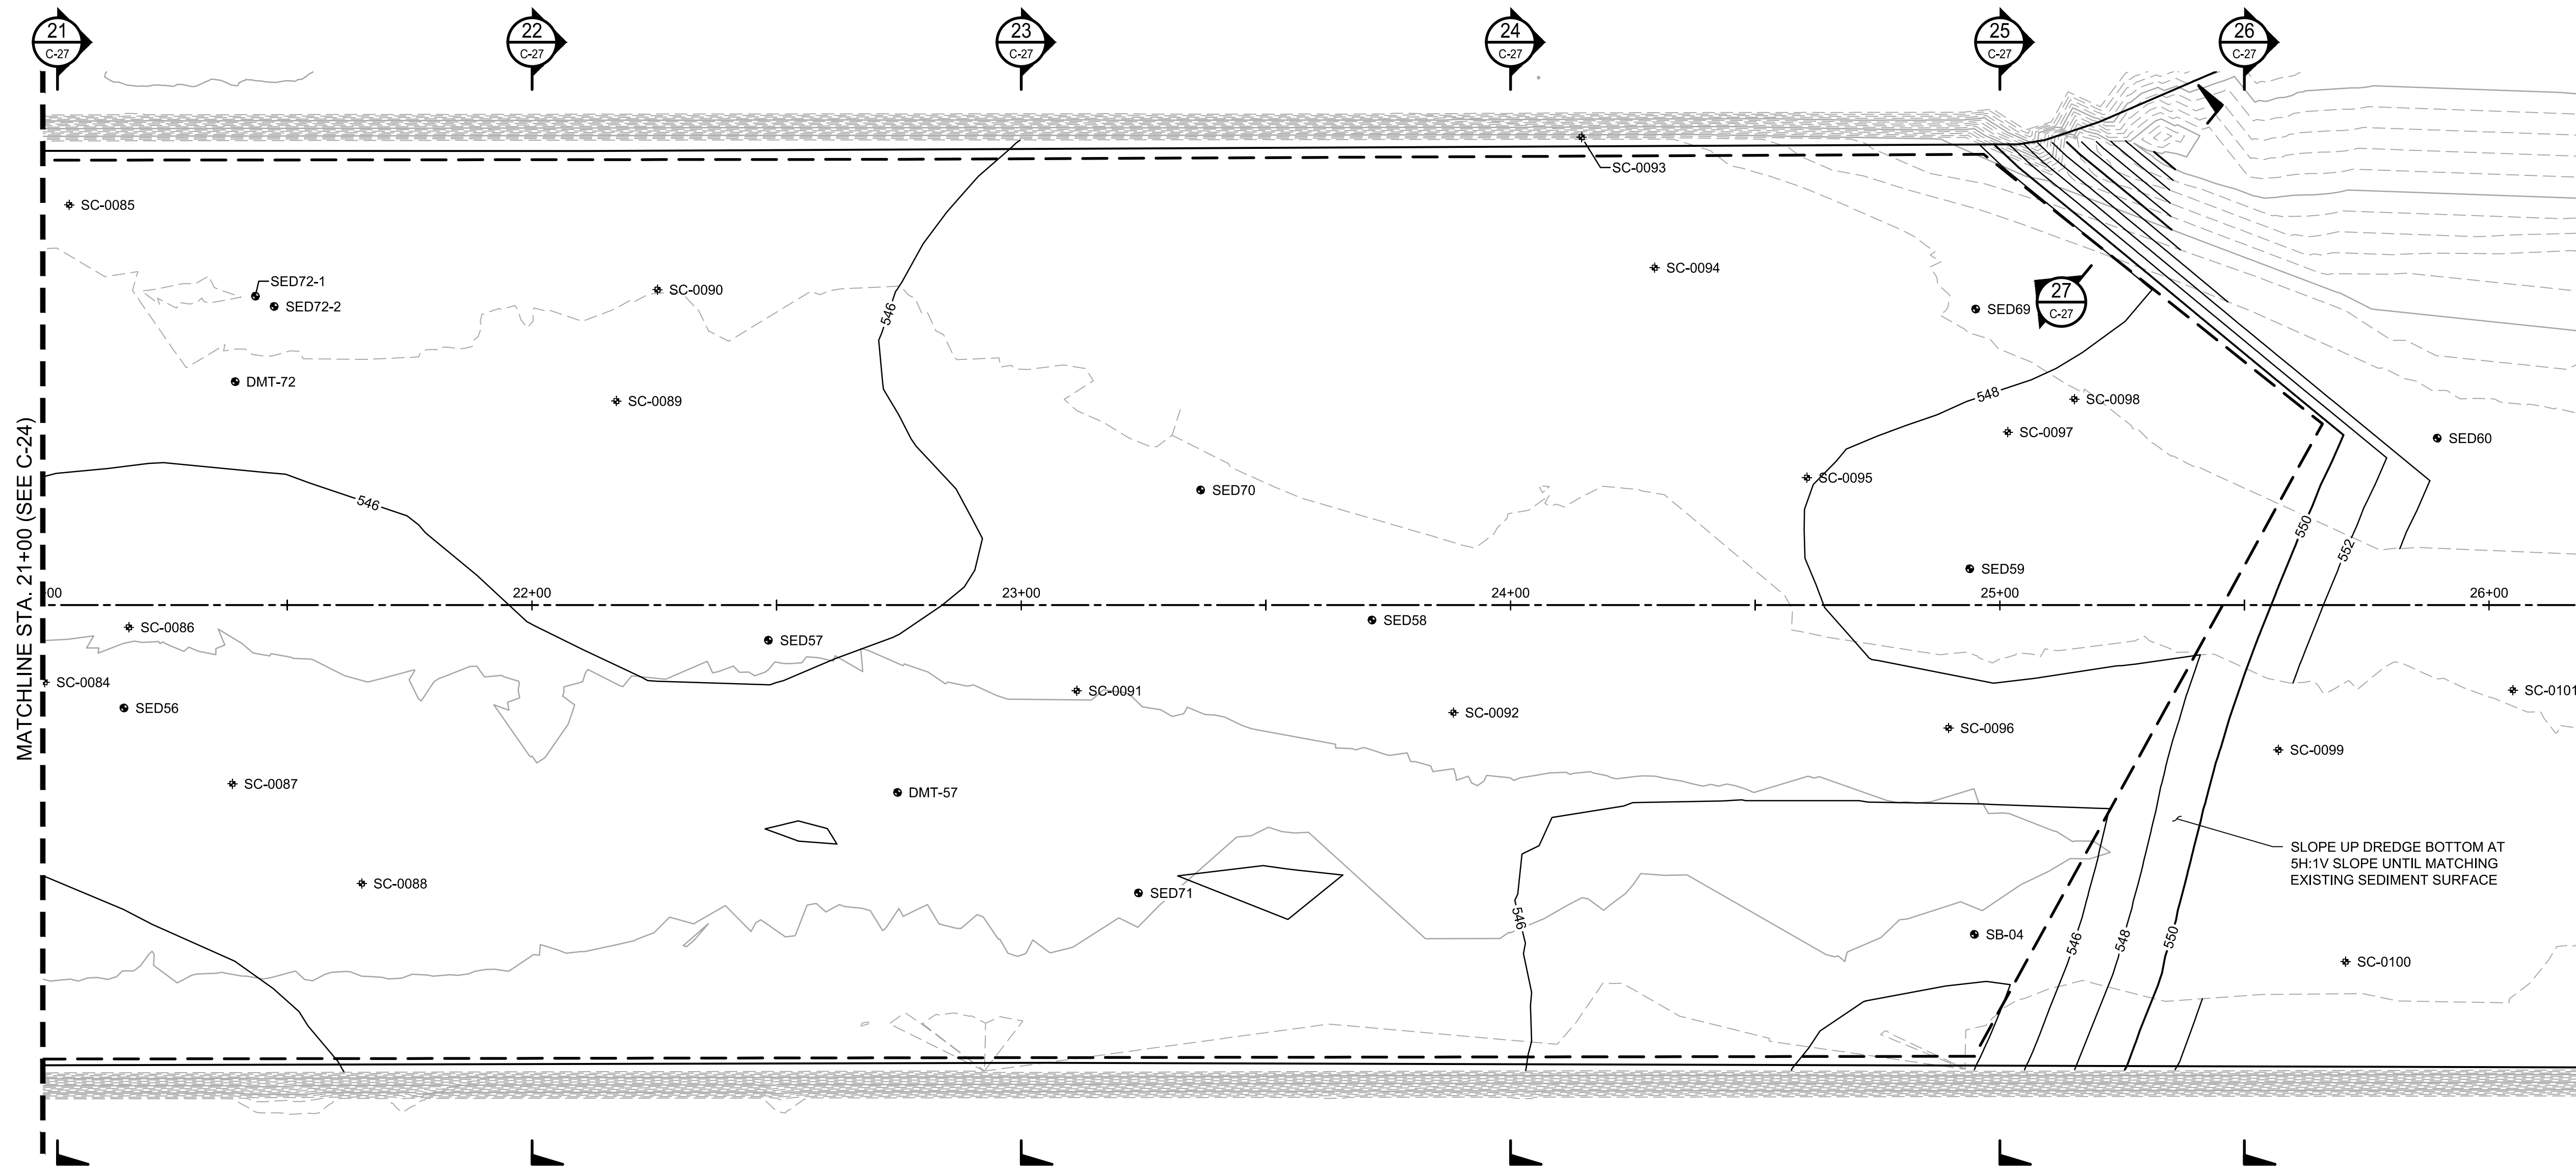 21
C-27
22
C-27
23
C-27
24
C-27
25
C-27
26
C-27
SC-0093
SC-0085
SC-0094
SED72-1
SED72-2
SC-0090
546
SED69
27
C-27
DMT-72
SC-0089
548
SC-0098
SC-0097
SED60
MATCHLINE STA. 21+00 (SEE C-24)
546
SED70
SC-0095
550
552
SED59
00
22+00
23+00
24+00
25+00
26+00
SC-0086
SED57
SED58
SC-0084
SC-0091
SC-0101
SED56
SC-0092
SC-0096
SC-0099
SC-0087
DMT-57
SLOPE UP DREDGE BOTTOM AT
5H:1V SLOPE UNTIL MATCHING
EXISTING SEDIMENT SURFACE
SC-0088
SED71
546
SB-04
546
548
550
SC-0100